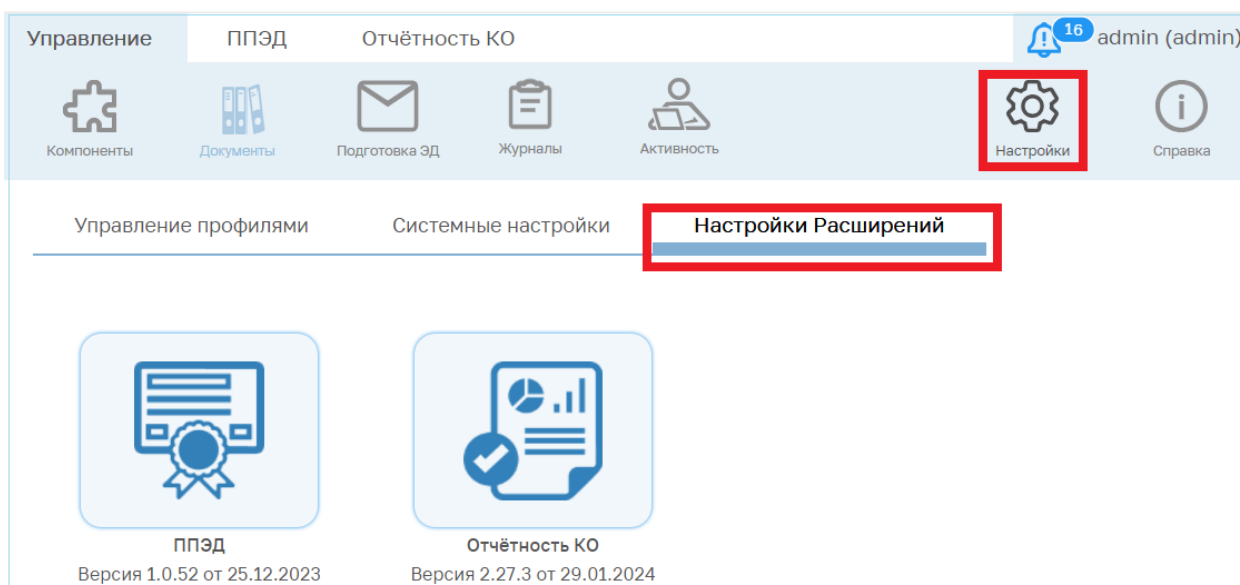 Управление ППЭД Отчётность КО 16 admin (admin)
Компоненты Документы Подготовка ЭД Журналы Активность Настройки Справка
Управление профилями Системные настройки Настройки Расширений
ППЭД Отчётность КО
Версия 1.0.52 от 25.12.2023 Версия 2.27.3 от 29.01.2024